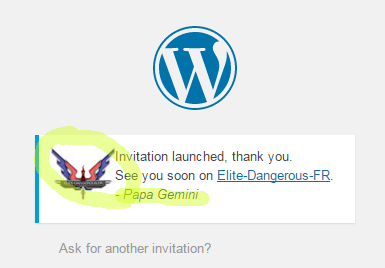 Invitation launched, thank you.
See you soon on Elite-Dangerous-FR.
- Papa Gemini
Ask for another invitation?